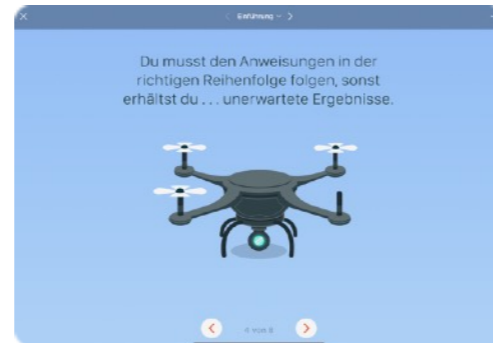 Einführung
Du musst den Anweisungen in der
richtigen Reihenfolge folgen, sonst
erhältst du . . . unerwartete Ergebnisse.